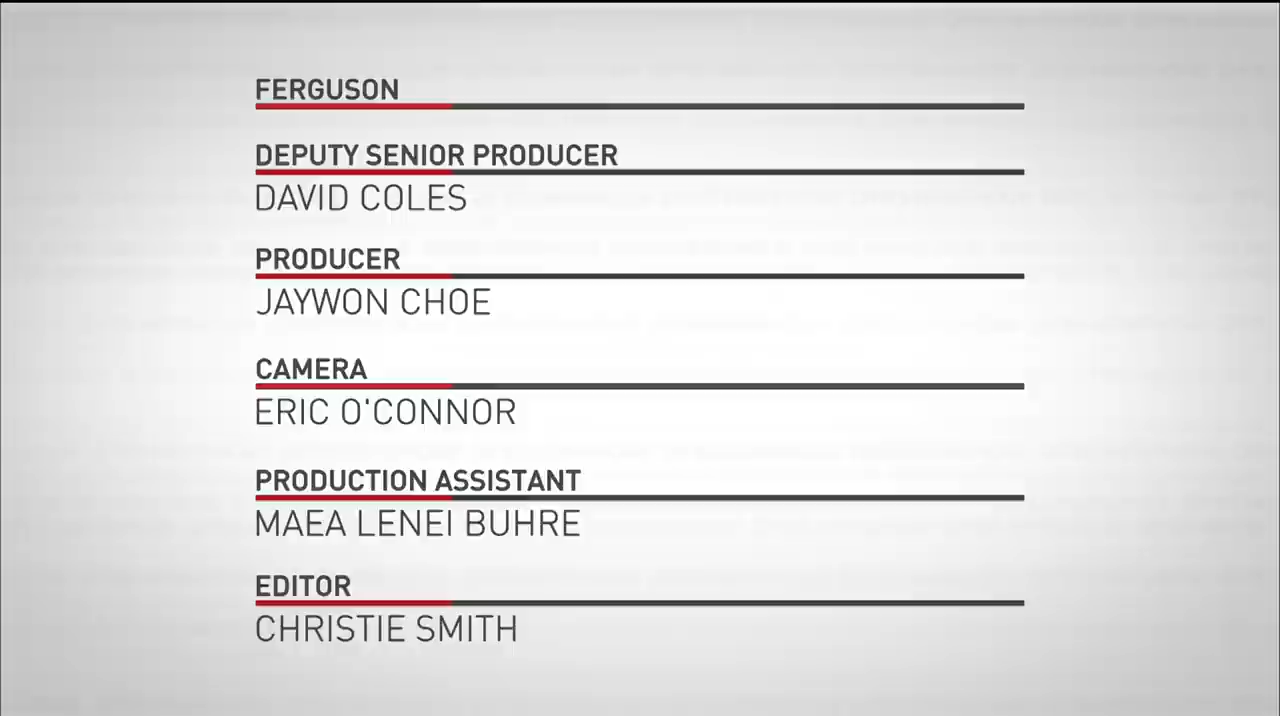 FERGUSON
DEPUTY SENIOR PRODUCER
DAVID COLES
PRODUCER
JAYWON CHOE
CAMERA
ERIC O'CONNOR
PRODUCTION ASSISTANT
MAEA LENEI BUHRE
EDITOR
CHRISTIE SMITH